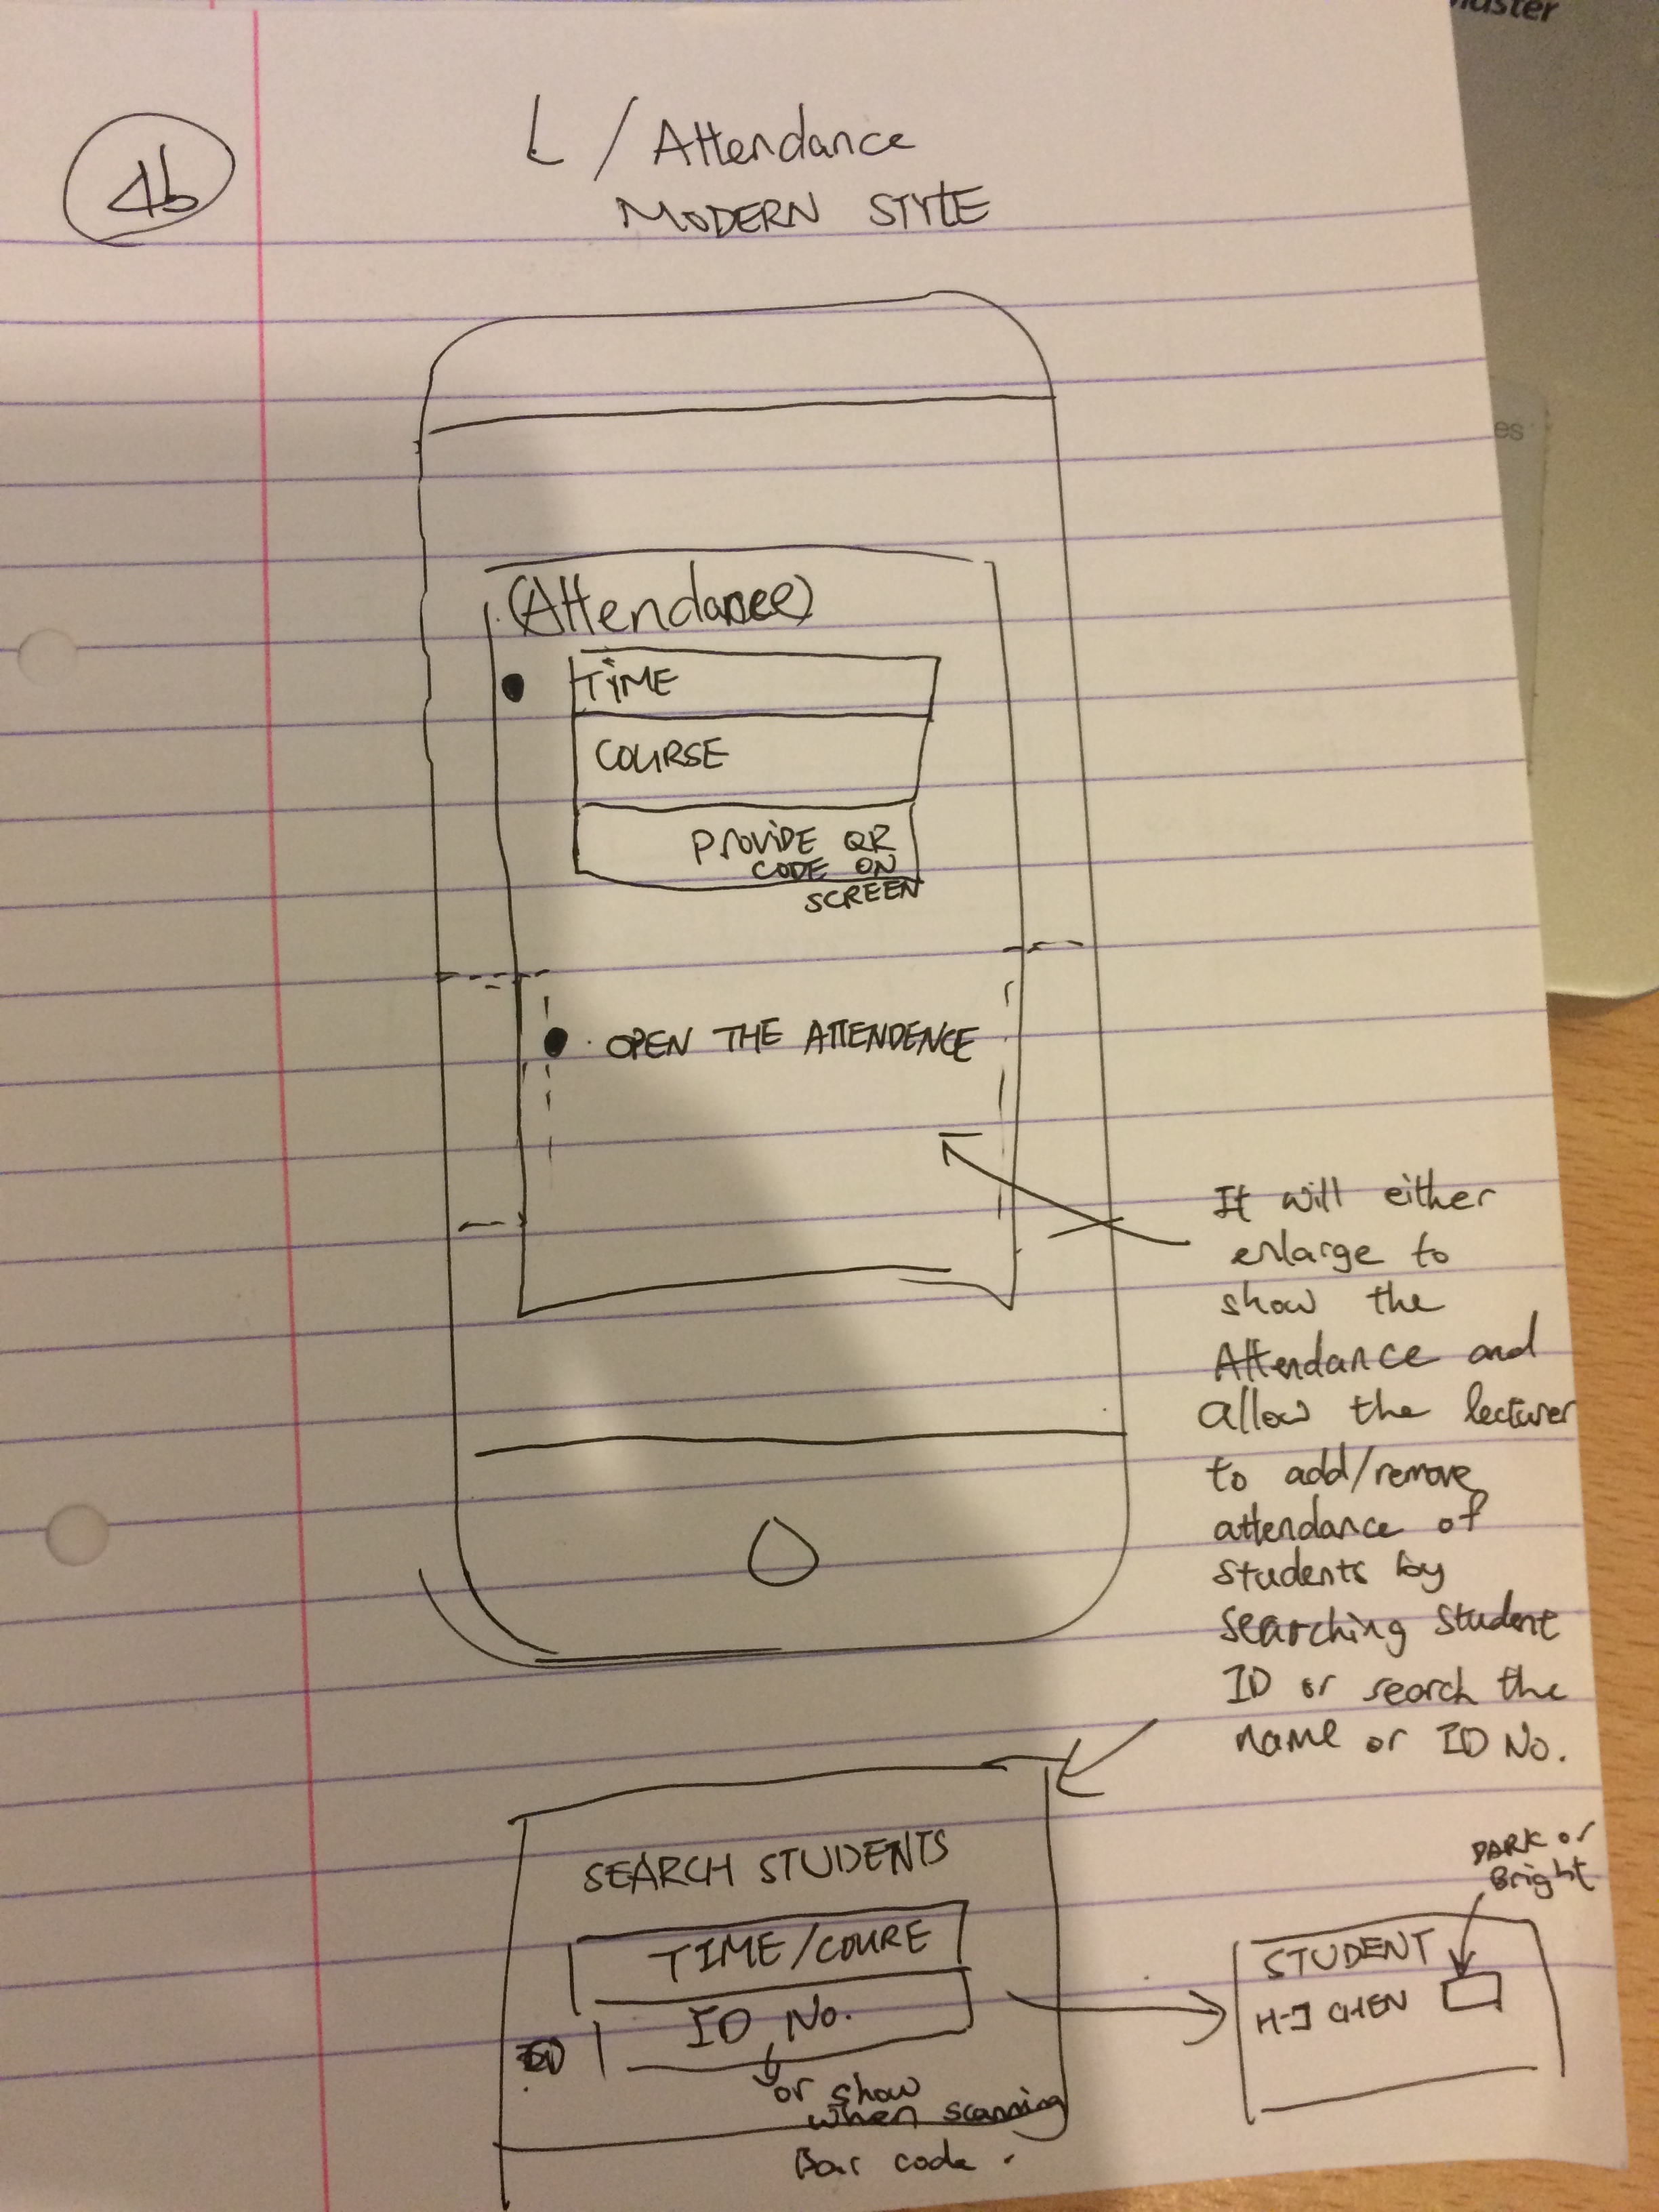 4b
L / Attendance
MODERN STYLE
(Attendance)
TIME
COURSE
PROVIDE QR
CODE ON
SCREEN
OPEN THE ATTENDENCE
It will either
enlarge to
show the
Attendance and
allow the lecturer
to add/remove
attendance of
students by
searching student
ID or search the
name or ID No.
SEARCH STUDENTS
TIME/COURE
ID No.
or show
when scanning
Bar code.
DARK or
Bright
STUDENT
H-J CHEN
es